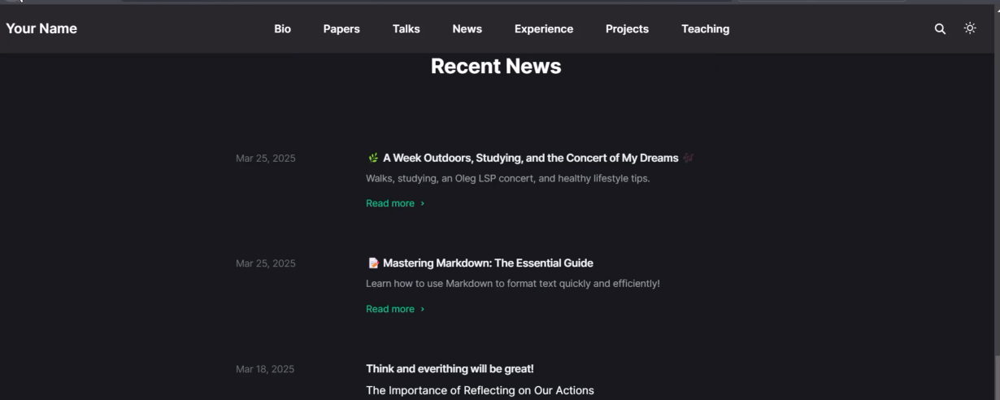 Your Name
Bio Papers Talks News Experience Projects Teaching
Recent News
Mar 25, 2025
🌿 A Week Outdoors, Studying, and the Concert of My Dreams 🎶
Walks, studying, an Oleg LSP concert, and healthy lifestyle tips.
Read more ›
Mar 25, 2025
📝 Mastering Markdown: The Essential Guide
Learn how to use Markdown to format text quickly and efficiently!
Read more ›
Mar 18, 2025
Think and everithing will be great!
The Importance of Reflecting on Our Actions